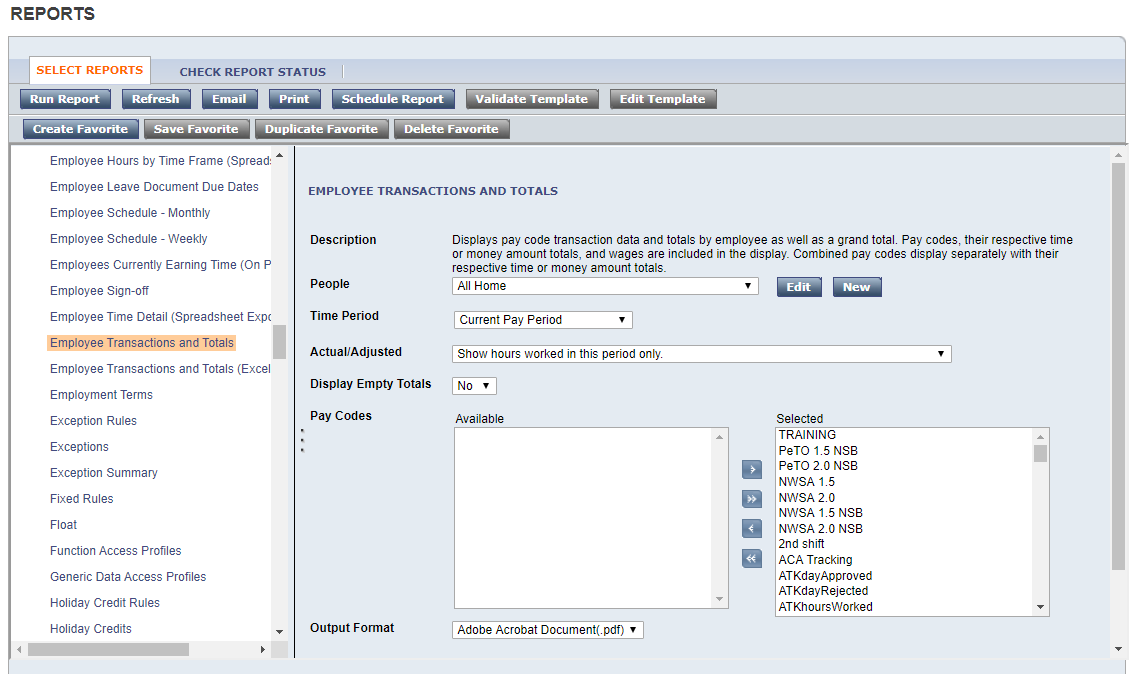 REPORTS
SELECT REPORTS
CHECK REPORT STATUS
Run Report
Refresh
Email
Print
Schedule Report
Validate Template
Edit Template
Create Favorite
Save Favorite
Duplicate Favorite
Delete Favorite
Employee Hours by Time Frame (Spreads
Employee Leave Document Due Dates
Employee Schedule - Monthly
Employee Schedule - Weekly
Employees Currently Earning Time (On P
Employee Sign-off
Employee Time Detail (Spreadsheet Expo
Employee Transactions and Totals
Employee Transactions and Totals (Excel
Employment Terms
Exception Rules
Exceptions
Exception Summary
Fixed Rules
Float
Function Access Profiles
Generic Data Access Profiles
Holiday Credit Rules
Holiday Credits
EMPLOYEE TRANSACTIONS AND TOTALS
Description
Displays pay code transaction data and totals by employee as well as a grand total. Pay codes, their respective time
or money amount totals, and wages are included in the display. Combined pay codes display separately with their
respective time or money amount totals.
People
All Home
Edit
New
Time Period
Current Pay Period
Actual/Adjusted
Show hours worked in this period only.
Display Empty Totals
No
Pay Codes
Available
Selected
TRAINING
PeTO 1.5 NSB
PeTO 2.0 NSB
NWSA 1.5
NWSA 2.0
NWSA 1.5 NSB
NWSA 2.0 NSB
2nd shift
ACA Tracking
ATKdayApproved
ATKdayRejected
ATKhoursWorked
Output Format
Adobe Acrobat Document(.pdf)